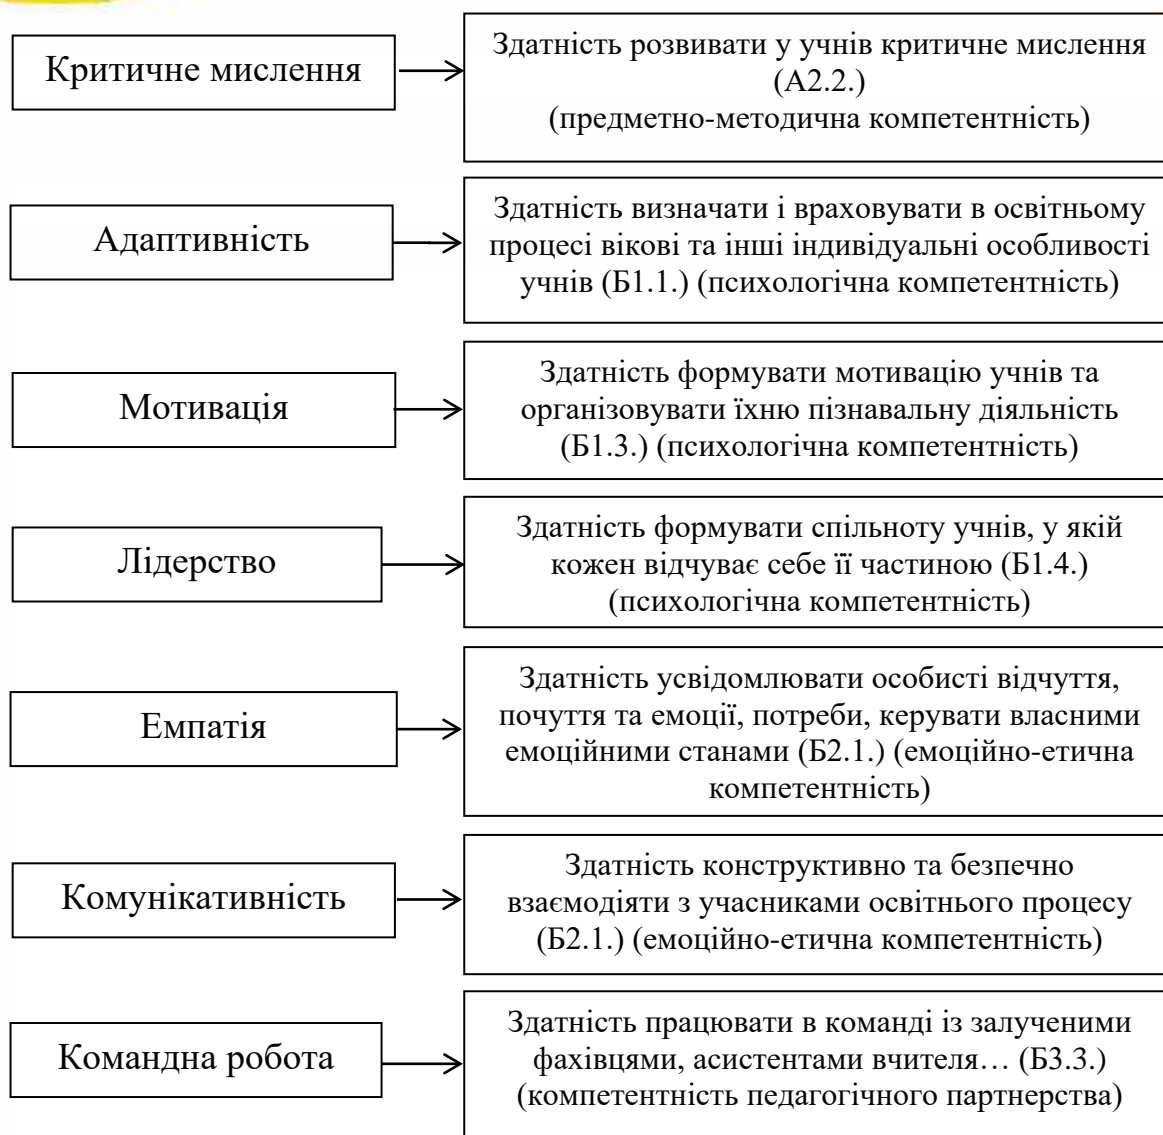 Критичне мислення
Здатність розвивати у учнів критичне мислення
(А2.2.)
(предметно-методична компетентність)
Адаптивність
Здатність визначати і враховувати в освітньому
процесі вікові та інші індивідуальні особливості
учнів (Б1.1.) (психологічна компетентність)
Мотивація
Здатність формувати мотивацію учнів та
організовувати їхню пізнавальну діяльність
(Б1.3.) (психологічна компетентність)
Лідерство
Здатність формувати спільноту учнів, у якій
кожен відчуває себе її частиною (Б1.4.)
(психологічна компетентність)
Емпатія
Здатність усвідомлювати особисті відчуття,
почуття та емоції, потреби, керувати власними
емоційними станами (Б2.1.) (емоційно-етична
компетентність)
Комунікативність
Здатність конструктивно та безпечно
взаємодіяти з учасниками освітнього процесу
(Б2.1.) (емоційно-етична компетентність)
Командна робота
Здатність працювати в команді із залученими
фахівцями, асистентами вчителя… (Б3.3.)
(компетентність педагогічного партнерства)